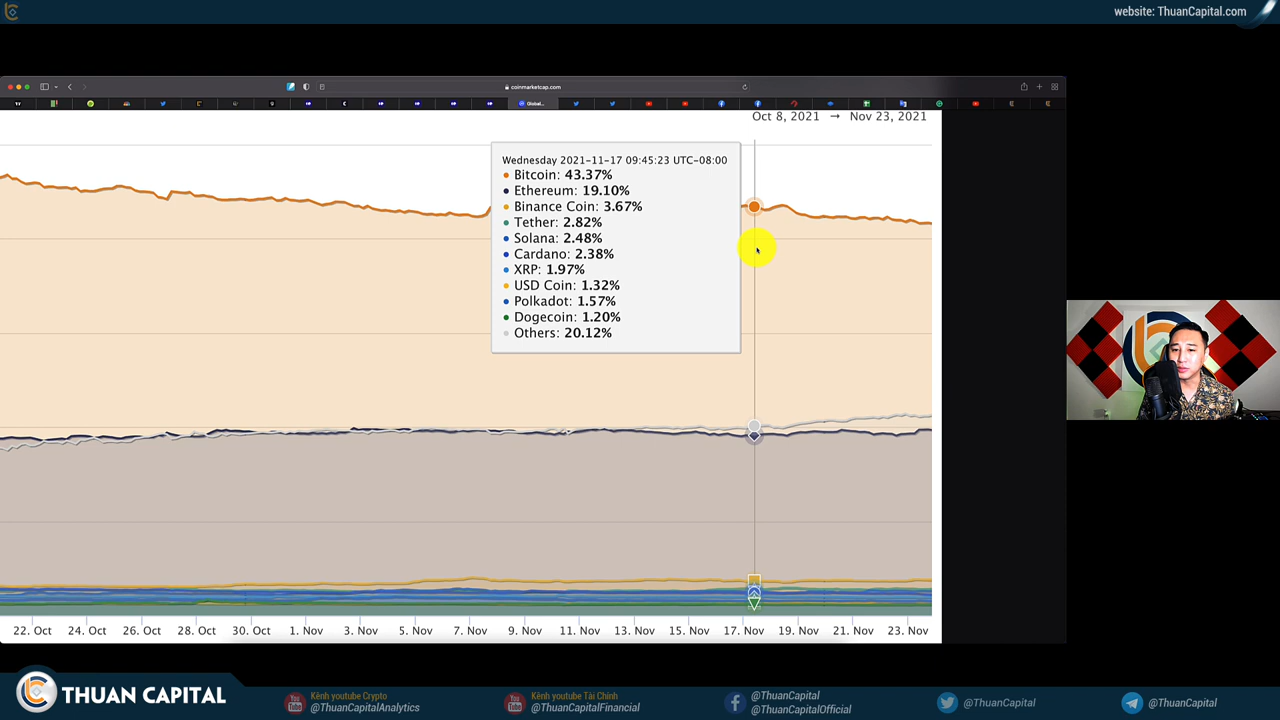 website: ThuanCapital.com
coinmarketcap.com
Global...
Oct 8, 2021 → Nov 23, 2021
Wednesday 2021-11-17 09:45:23 UTC-08:00
Bitcoin: 43.37%
Ethereum: 19.10%
Binance Coin: 3.67%
Tether: 2.82%
Solana: 2.48%
Cardano: 2.38%
XRP: 1.97%
USD Coin: 1.32%
Polkadot: 1.57%
Dogecoin: 1.20%
Others: 20.12%
22. Oct 24. Oct 26. Oct 28. Oct 30. Oct 1. Nov 3. Nov 5. Nov 7. Nov 9. Nov 11. Nov 13. Nov 15. Nov 17. Nov 19. Nov 21. Nov 23. Nov
THUAN CAPITAL
Kênh youtube Crypto
@ThuanCapitalAnalytics
Kênh youtube Tài Chính
@ThuanCapitalFinancial
@ThuanCapital
@ThuanCapitalOfficial
@ThuanCapital
@ThuanCapital